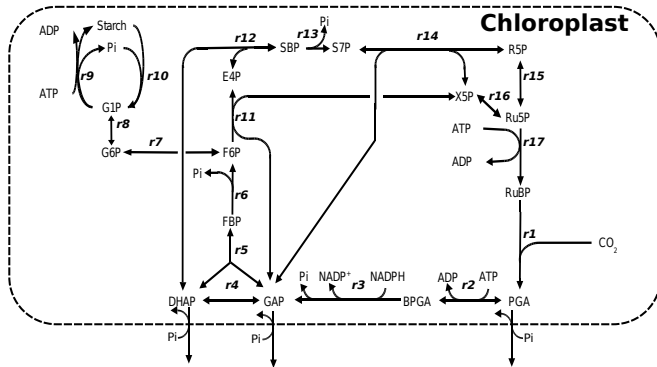 Chloroplast
ADP Starch Pi r12 SBP r13 S7P r14 R5P
Pi r9 r10 E4P r15
ATP X5P r16
G1P r11 Ru5P
r8 ATP r17
G6P r7 F6P ADP
Pi r6 RuBP
FBP
r5 r1 CO2
r4 Pi NADP+ r3 NADPH ADP r2 ATP
DHAP GAP BPGA PGA
Pi Pi Pi